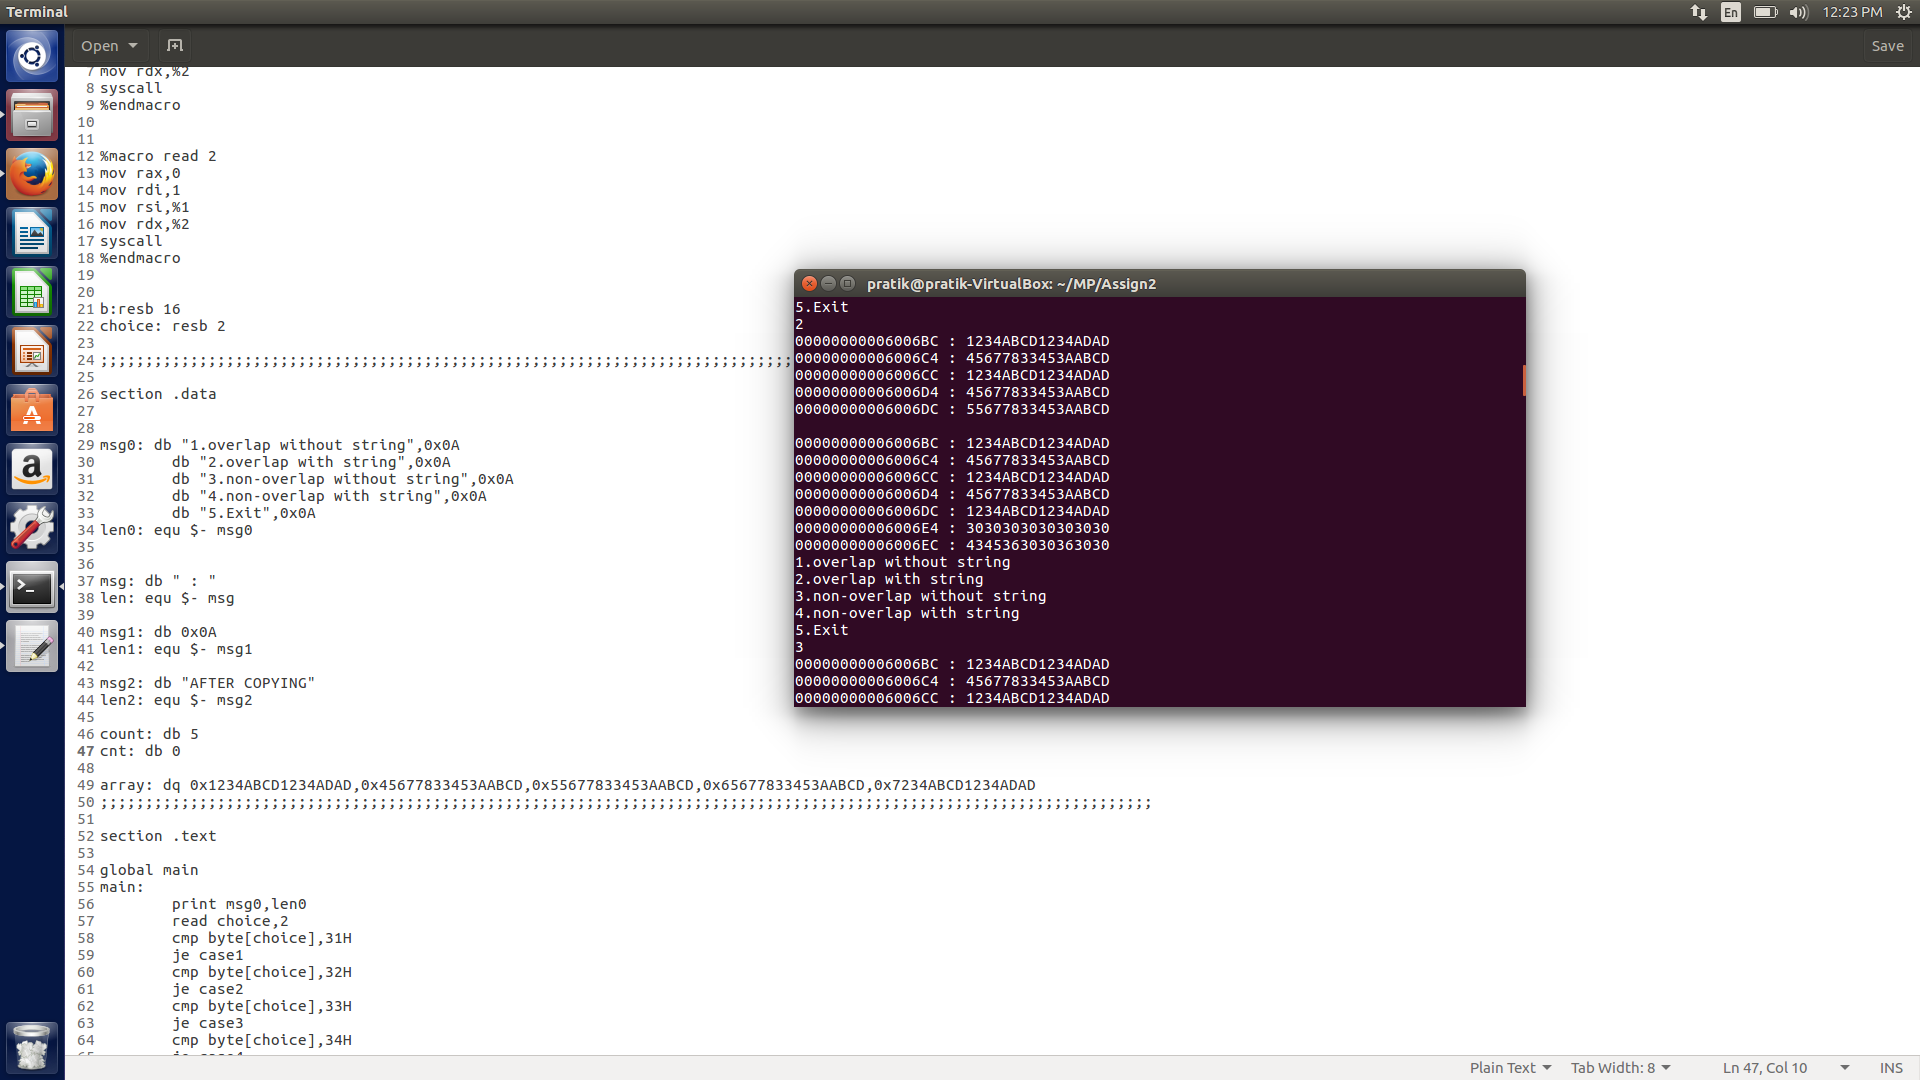 Terminal
En
12:23 PM
Open
Save
7 mov rdx,%2
8 syscall
9 %endmacro
10
11
12 %macro read 2
13 mov rax,0
14 mov rdi,1
15 mov rsi,%1
16 mov rdx,%2
17 syscall
18 %endmacro
19
20
21 b:resb 16
22 choice: resb 2
23
24 ;;;;;;;;;;;;;;;;;;;;;;;;;;;;;;;;;;;;;;;;;;;;;;;;;;;;;;;;;;;;;;;;;;;;;;;;;;;;;
25
26 section .data
27
28
29 msg0: db "1.overlap without string",0x0A
30         db "2.overlap with string",0x0A
31         db "3.non-overlap without string",0x0A
32         db "4.non-overlap with string",0x0A
33         db "5.Exit",0x0A
34 len0: equ $- msg0
35
36
37 msg: db " : "
38 len: equ $- msg
39
40 msg1: db 0x0A
41 len1: equ $- msg1
42
43 msg2: db "AFTER COPYING"
44 len2: equ $- msg2
45
46 count: db 5
47 cnt: db 0
48
49 array: dq 0x1234ABCD1234ADAD,0x45677833453AABCD,0x55677833453AABCD,0x65677833453AABCD,0x7234ABCD1234ADAD
50 ;;;;;;;;;;;;;;;;;;;;;;;;;;;;;;;;;;;;;;;;;;;;;;;;;;;;;;;;;;;;;;;;;;;;;;;;;;;;;;;;;;;;;;;;;;;;;;;;;;;;;;;;;;;;;;;;;;;;;
51
52 section .text
53
54 global main
55 main:
56         print msg0,len0
57         read choice,2
58         cmp byte[choice],31H
59         je case1
60         cmp byte[choice],32H
61         je case2
62         cmp byte[choice],33H
63         je case3
64         cmp byte[choice],34H
pratik@pratik-VirtualBox: ~/MP/Assign2
5.Exit
2
00000000006006BC : 1234ABCD1234ADAD
00000000006006C4 : 45677833453AABCD
00000000006006CC : 1234ABCD1234ADAD
00000000006006D4 : 45677833453AABCD
00000000006006DC : 55677833453AABCD
00000000006006BC : 1234ABCD1234ADAD
00000000006006C4 : 45677833453AABCD
00000000006006CC : 1234ABCD1234ADAD
00000000006006D4 : 45677833453AABCD
00000000006006DC : 1234ABCD1234ADAD
00000000006006E4 : 3030303030303030
00000000006006EC : 4345363030363030
1.overlap without string
2.overlap with string
3.non-overlap without string
4.non-overlap with string
5.Exit
3
00000000006006BC : 1234ABCD1234ADAD
00000000006006C4 : 45677833453AABCD
00000000006006CC : 1234ABCD1234ADAD
Plain Text
Tab Width: 8
Ln 47, Col 10
INS